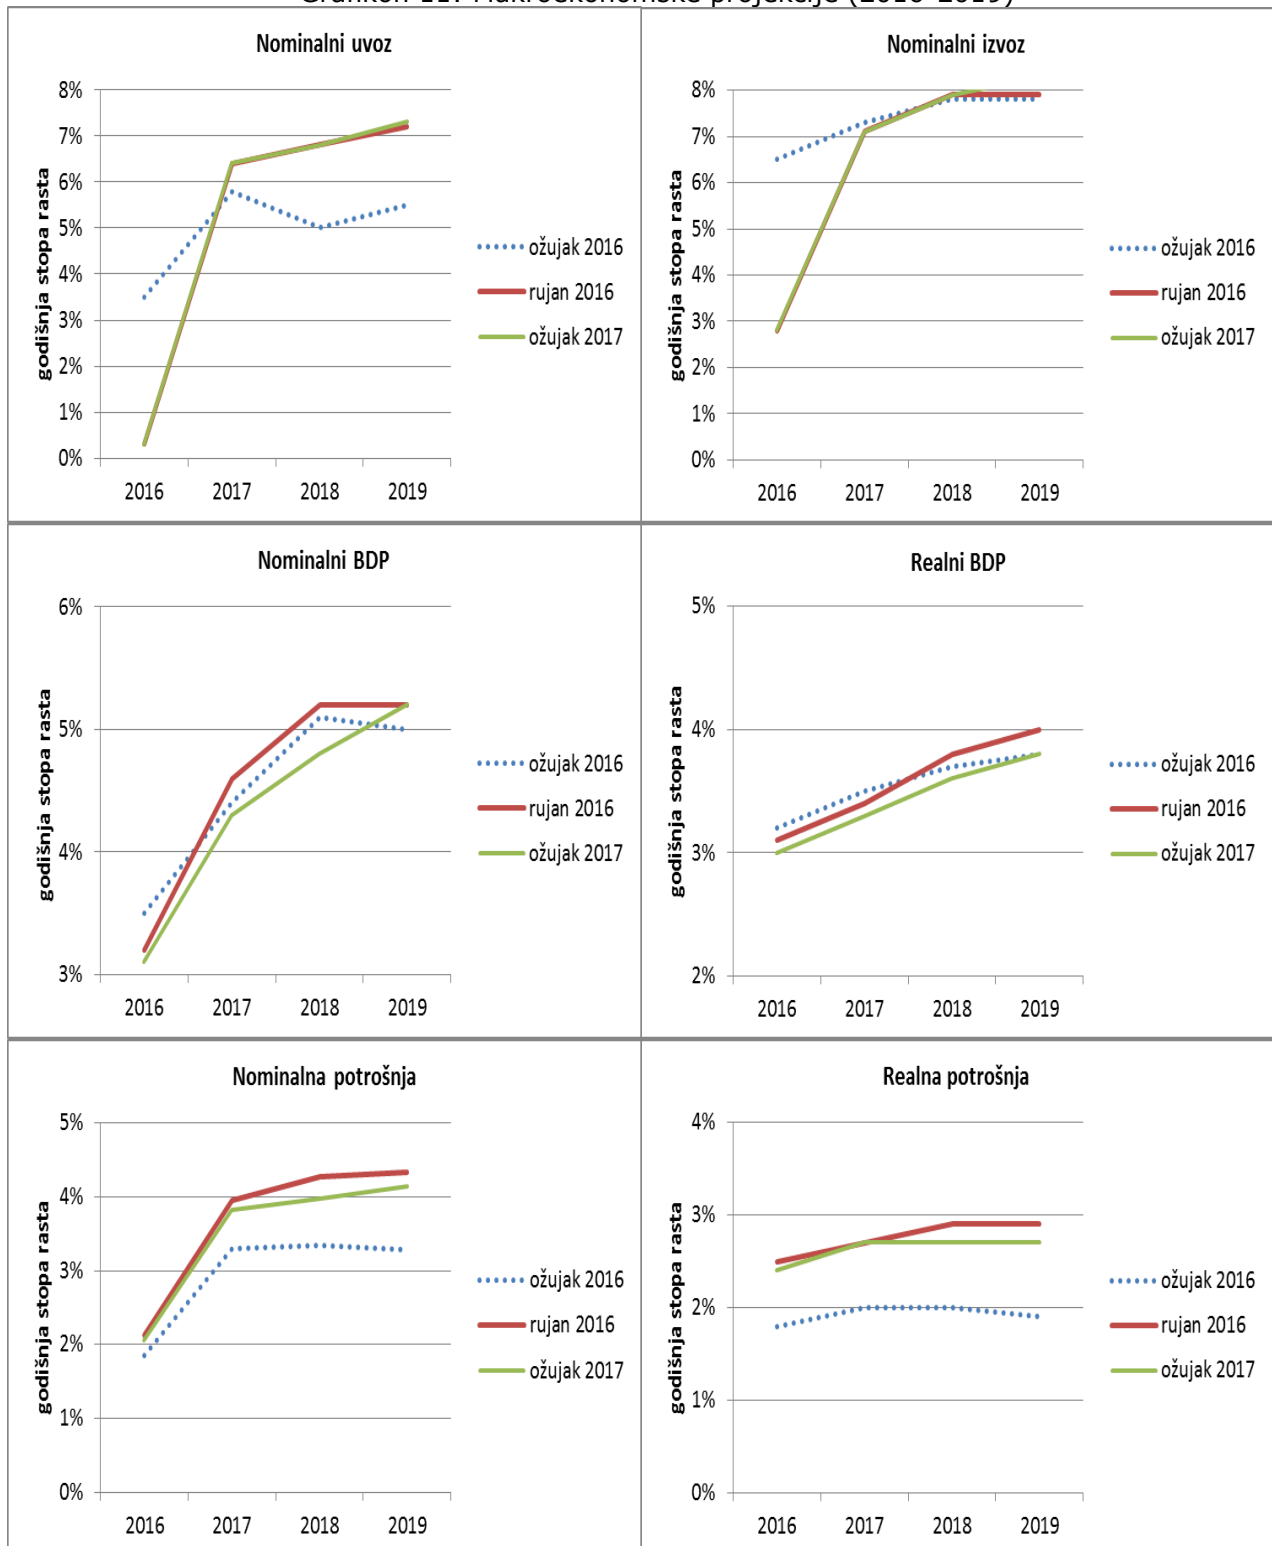 Grafikon 11: Makroekonomske projekcije (2016-2019)
Nominalni uvoz
godišnja stopa rasta
8%
7%
6%
5%
4%
3%
2%
1%
0%
2016 2017 2018 2019
ožujak 2016
rujan 2016
ožujak 2017
Nominalni izvoz
godišnja stopa rasta
8%
7%
6%
5%
4%
3%
2%
1%
0%
2016 2017 2018 2019
ožujak 2016
rujan 2016
ožujak 2017
Nominalni BDP
godišnja stopa rasta
6%
5%
4%
3%
2016 2017 2018 2019
ožujak 2016
rujan 2016
ožujak 2017
Realni BDP
godišnja stopa rasta
5%
4%
3%
2%
2016 2017 2018 2019
ožujak 2016
rujan 2016
ožujak 2017
Nominalna potrošnja
godišnja stopa rasta
5%
4%
3%
2%
1%
0%
2016 2017 2018 2019
ožujak 2016
rujan 2016
ožujak 2017
Realna potrošnja
godišnja stopa rasta
4%
3%
2%
1%
0%
2016 2017 2018 2019
ožujak 2016
rujan 2016
ožujak 2017